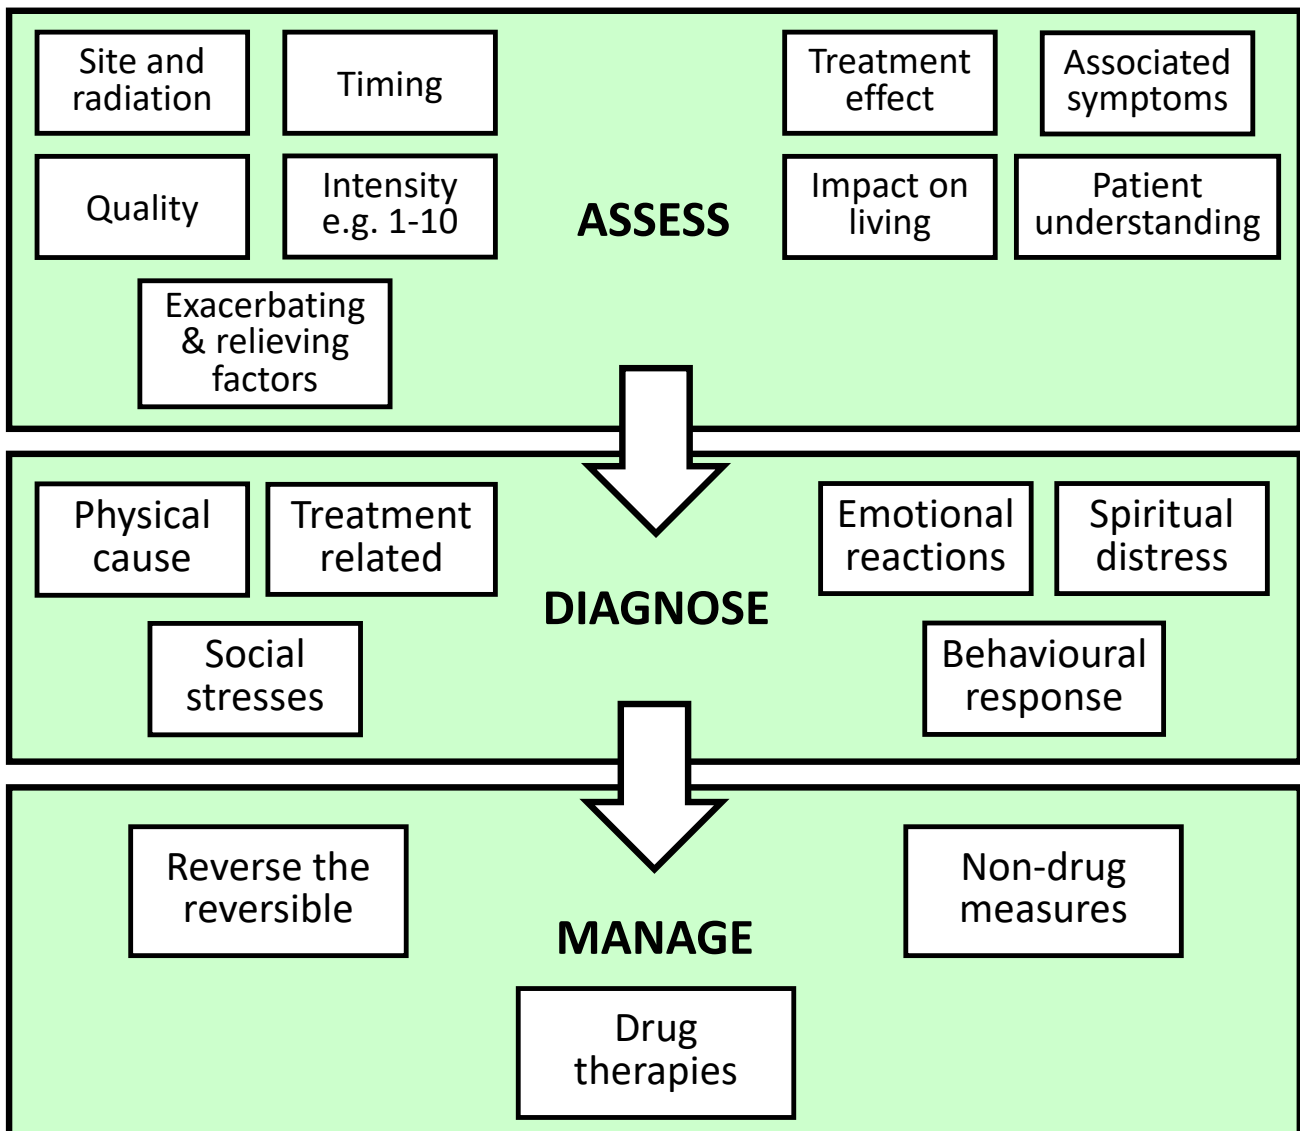 Site and
radiation
Timing
Treatment
effect
Associated
symptoms
Quality
Intensity
e.g. 1-10
ASSESS
Impact on
living
Patient
understanding
Exacerbating
& relieving
factors
Physical
cause
Treatment
related
Emotional
reactions
Spiritual
distress
DIAGNOSE
Social
stresses
Behavioural
response
Reverse the
reversible
Non-drug
measures
MANAGE
Drug
therapies